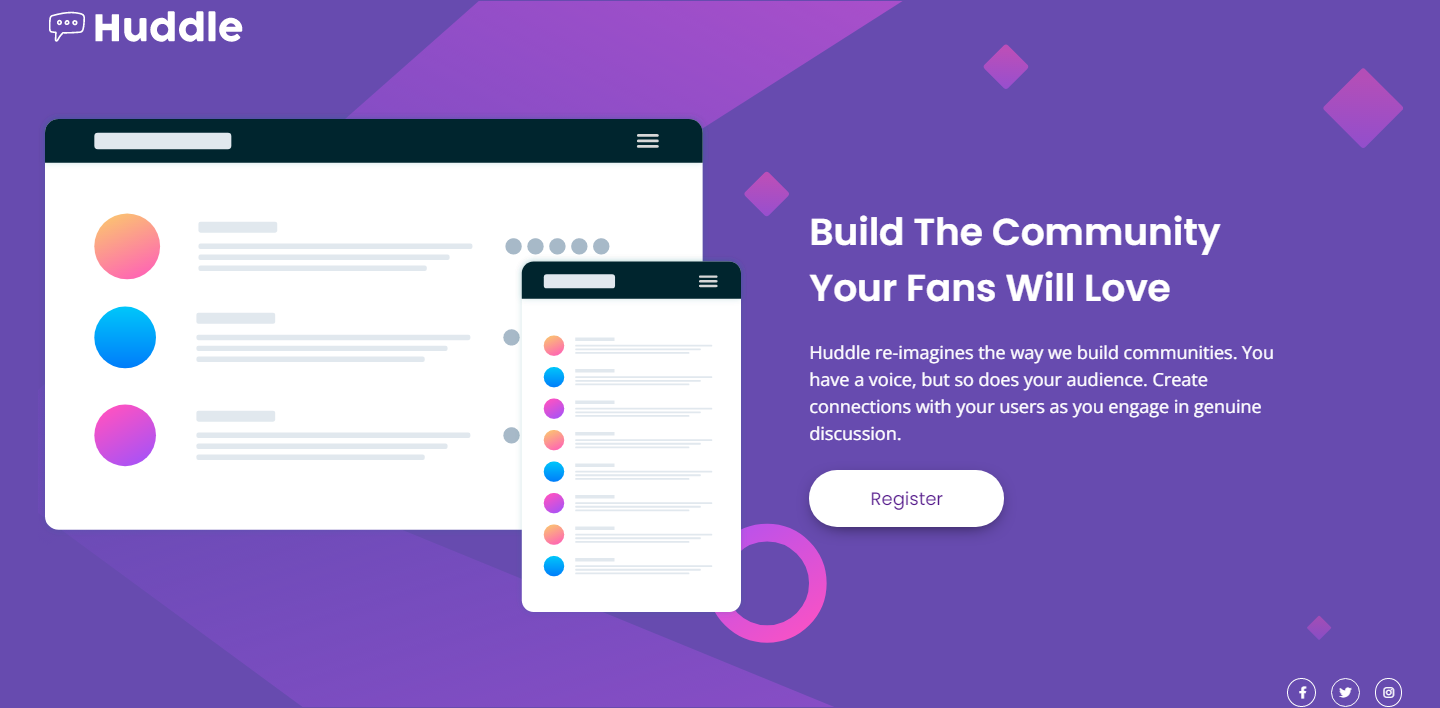 Huddle
Build The Community
Your Fans Will Love
Huddle re-imagines the way we build communities. You
have a voice, but so does your audience. Create
connections with your users as you engage in genuine
discussion.
Register